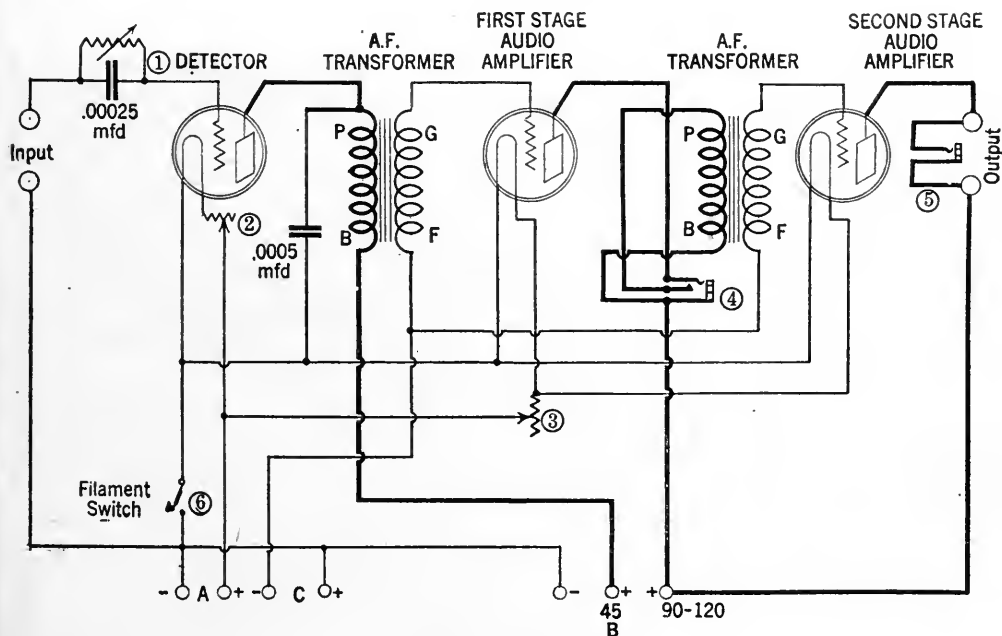 FIRST STAGE
AUDIO
AMPLIFIER
SECOND STAGE
AUDIO
AMPLIFIER
A.F.
TRANSFORMER
A.F.
TRANSFORMER
① DETECTOR
.00025
mfd
Input
P
G
B
F
P
G
B
F
Output
②
.0005
mfd
③
④
⑤
Filament
Switch
⑥
- A +
- C +
-
+
45
B
+
90-120